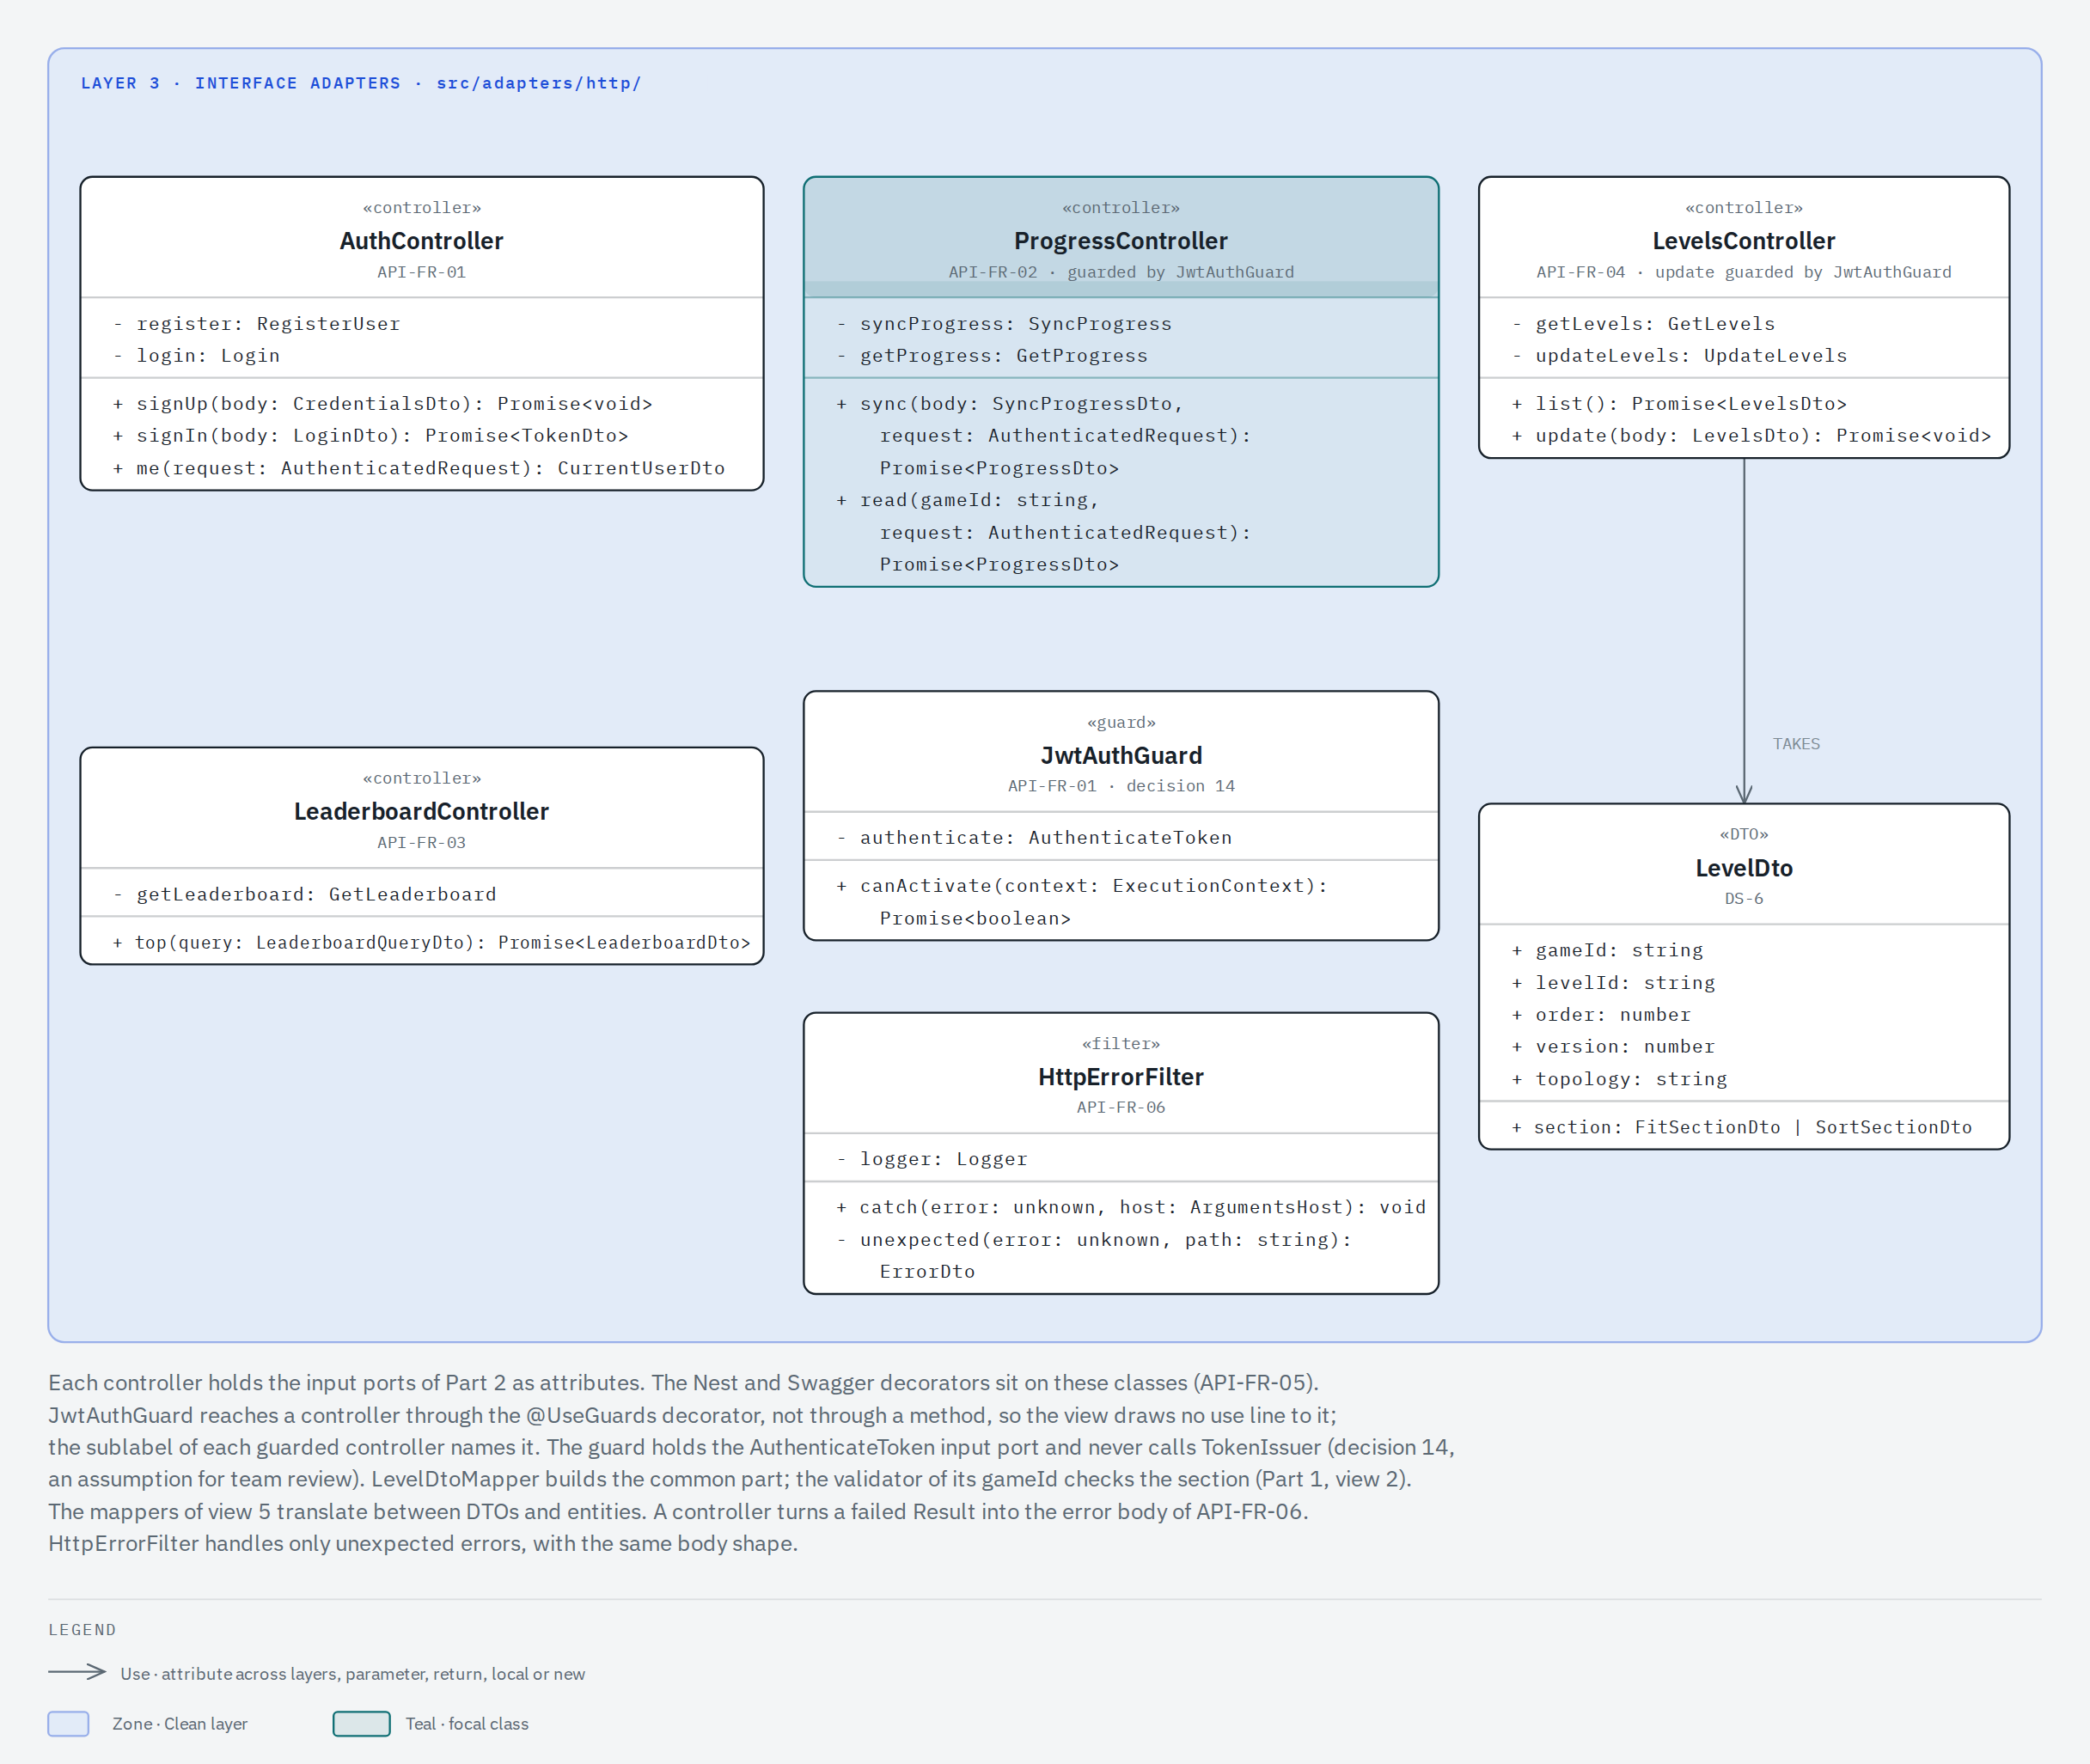 LAYER 3 · INTERFACE ADAPTERS · src/adapters/http/
«controller»
AuthController
API-FR-01
- register: RegisterUser
- login: Login
+ signUp(body: CredentialsDto): Promise<void>
+ signIn(body: LoginDto): Promise<TokenDto>
+ me(request: AuthenticatedRequest): CurrentUserDto
«controller»
ProgressController
API-FR-02 · guarded by JwtAuthGuard
- syncProgress: SyncProgress
- getProgress: GetProgress
+ sync(body: SyncProgressDto,
request: AuthenticatedRequest):
Promise<ProgressDto>
+ read(gameId: string,
request: AuthenticatedRequest):
Promise<ProgressDto>
«controller»
LevelsController
API-FR-04 · update guarded by JwtAuthGuard
- getLevels: GetLevels
- updateLevels: UpdateLevels
+ list(): Promise<LevelsDto>
+ update(body: LevelsDto): Promise<void>
TAKES
«controller»
LeaderboardController
API-FR-03
- getLeaderboard: GetLeaderboard
+ top(query: LeaderboardQueryDto): Promise<LeaderboardDto>
«guard»
JwtAuthGuard
API-FR-01 · decision 14
- authenticate: AuthenticateToken
+ canActivate(context: ExecutionContext):
Promise<boolean>
«DTO»
LevelDto
DS-6
+ gameId: string
+ levelId: string
+ order: number
+ version: number
+ topology: string
+ section: FitSectionDto | SortSectionDto
«filter»
HttpErrorFilter
API-FR-06
- logger: Logger
+ catch(error: unknown, host: ArgumentsHost): void
- unexpected(error: unknown, path: string):
ErrorDto
Each controller holds the input ports of Part 2 as attributes. The Nest and Swagger decorators sit on these classes (API-FR-05).
JwtAuthGuard reaches a controller through the @UseGuards decorator, not through a method, so the view draws no use line to it;
the sublabel of each guarded controller names it. The guard holds the AuthenticateToken input port and never calls TokenIssuer (decision 14,
an assumption for team review). LevelDtoMapper builds the common part; the validator of its gameId checks the section (Part 1, view 2).
The mappers of view 5 translate between DTOs and entities. A controller turns a failed Result into the error body of API-FR-06.
HttpErrorFilter handles only unexpected errors, with the same body shape.
LEGEND
Use · attribute across layers, parameter, return, local or new
Zone · Clean layer
Teal · focal class